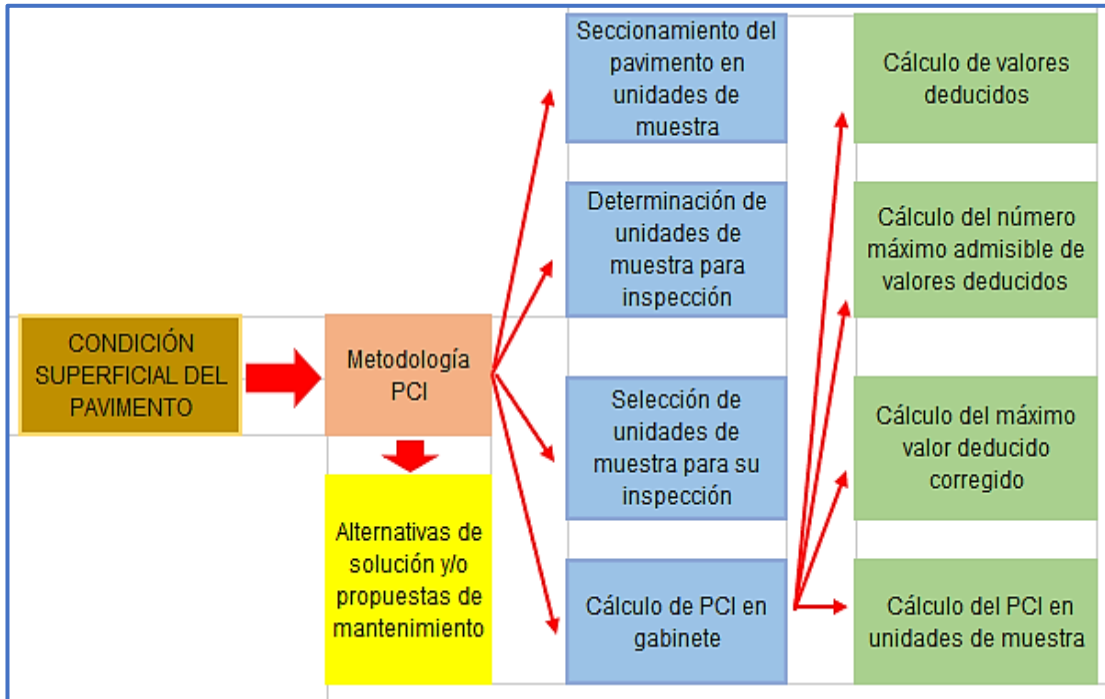 CONDICIÓN
SUPERFICIAL DEL
PAVIMENTO
Metodología
PCI
Alternativas de
solución y/o
propuestas de
mantenimiento
Seccionamiento del
pavimento en
unidades de
muestra
Determinación de
unidades de
muestra para
inspección
Selección de
unidades de
muestra para su
inspección
Cálculo de PCI en
gabinete
Cálculo de valores
deducidos
Cálculo del número
máximo admisible de
valores deducidos
Cálculo del máximo
valor deducido
corregido
Cálculo del PCI en
unidades de muestra